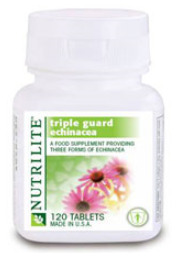 NUTRILITE
triple guard
echinacea
A FOOD SUPPLEMENT PROVIDING
THREE FORMS OF ECHINACEA
120 TABLETS
MADE IN U.S.A.